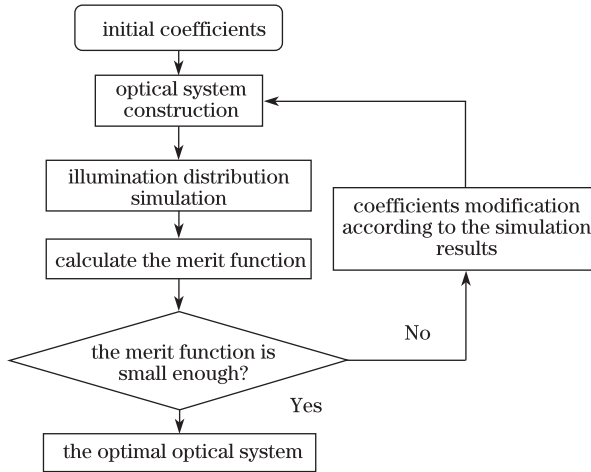 initial coefficients
optical system
construction
illumination distribution
simulation
calculate the merit function
coefficients modification
according to the simulation
results
the merit function is
small enough?
No
Yes
the optimal optical system